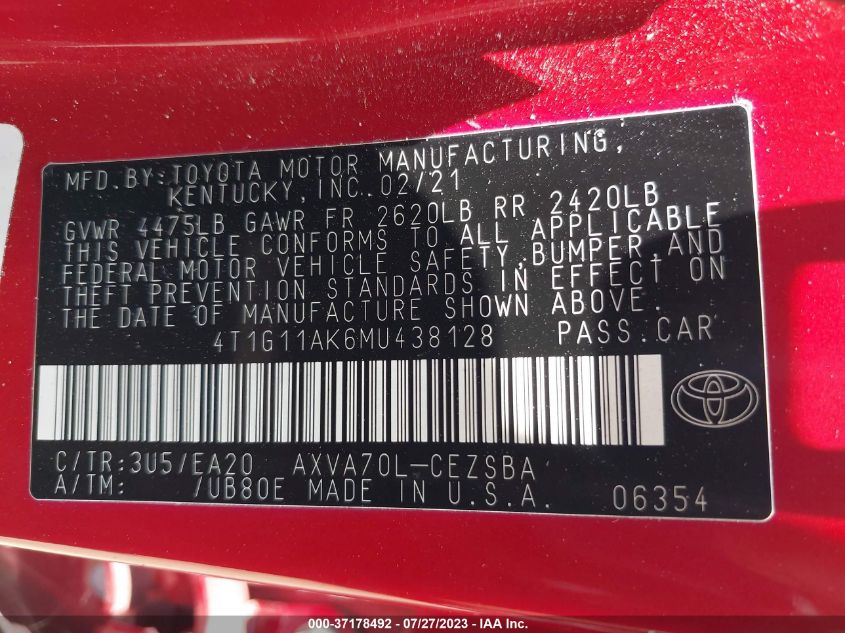 MFD.BY:TOYOTA MOTOR MANUFACTURING,
KENTUCKY,INC.02/21
GVWR 4475LB GAWR FR 2620LB RR 2420LB
THIS VEHICLE CONFORMS TO ALL APPLICABLE
FEDERAL MOTOR VEHICLE SAFETY,BUMPER,AND
THEFT PREVENTION STANDARDS IN EFFECT ON
THE DATE OF MANUFACTURE SHOWN ABOVE.
4T1G11AK6MU438128 PASS.CAR
C/TR:3U5/EA20 AXVA70L-CEZSBA
A/TM: /UB80E MADE IN U.S.A. 06354
© COPART - 37178492 - 07/27/2023 - IAA Inc.